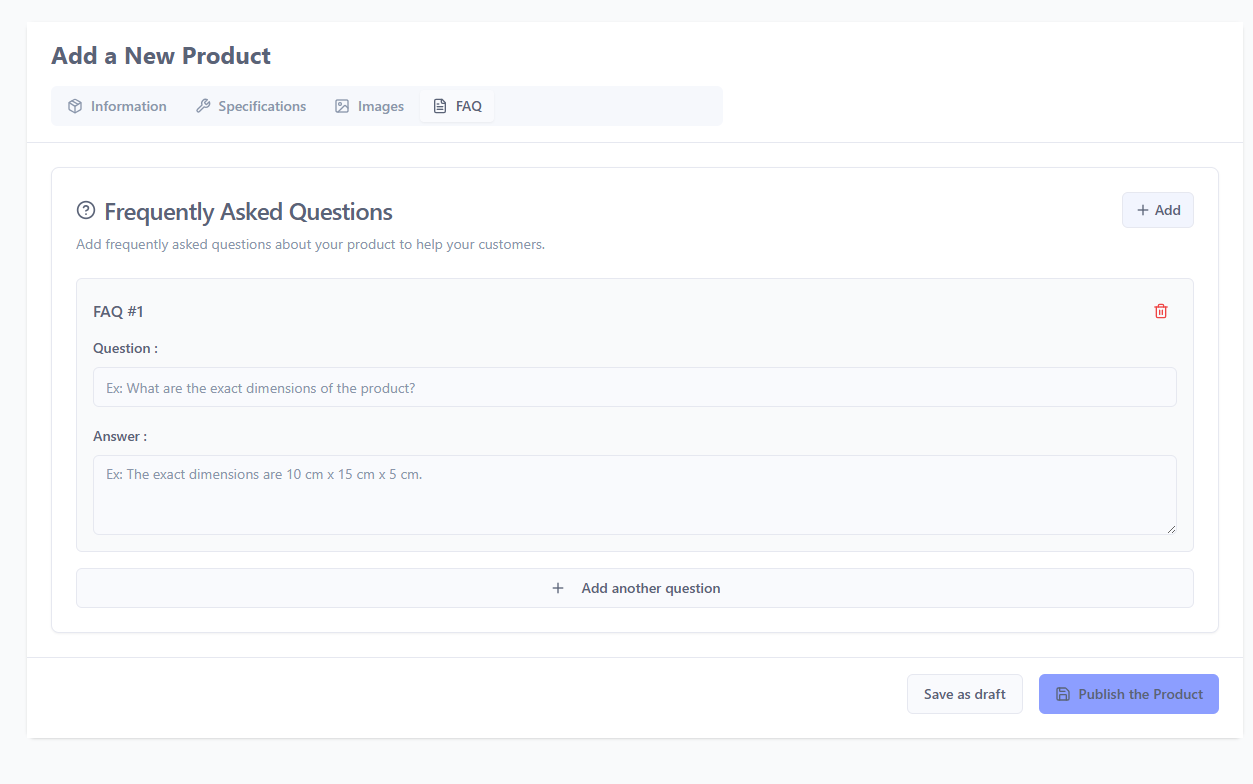 Add a New Product
Information
Specifications
Images
FAQ
Frequently Asked Questions
+ Add
Add frequently asked questions about your product to help your customers.
FAQ #1
Question :
Ex: What are the exact dimensions of the product?
Answer :
Ex: The exact dimensions are 10 cm x 15 cm x 5 cm.
+ Add another question
Save as draft
Publish the Product